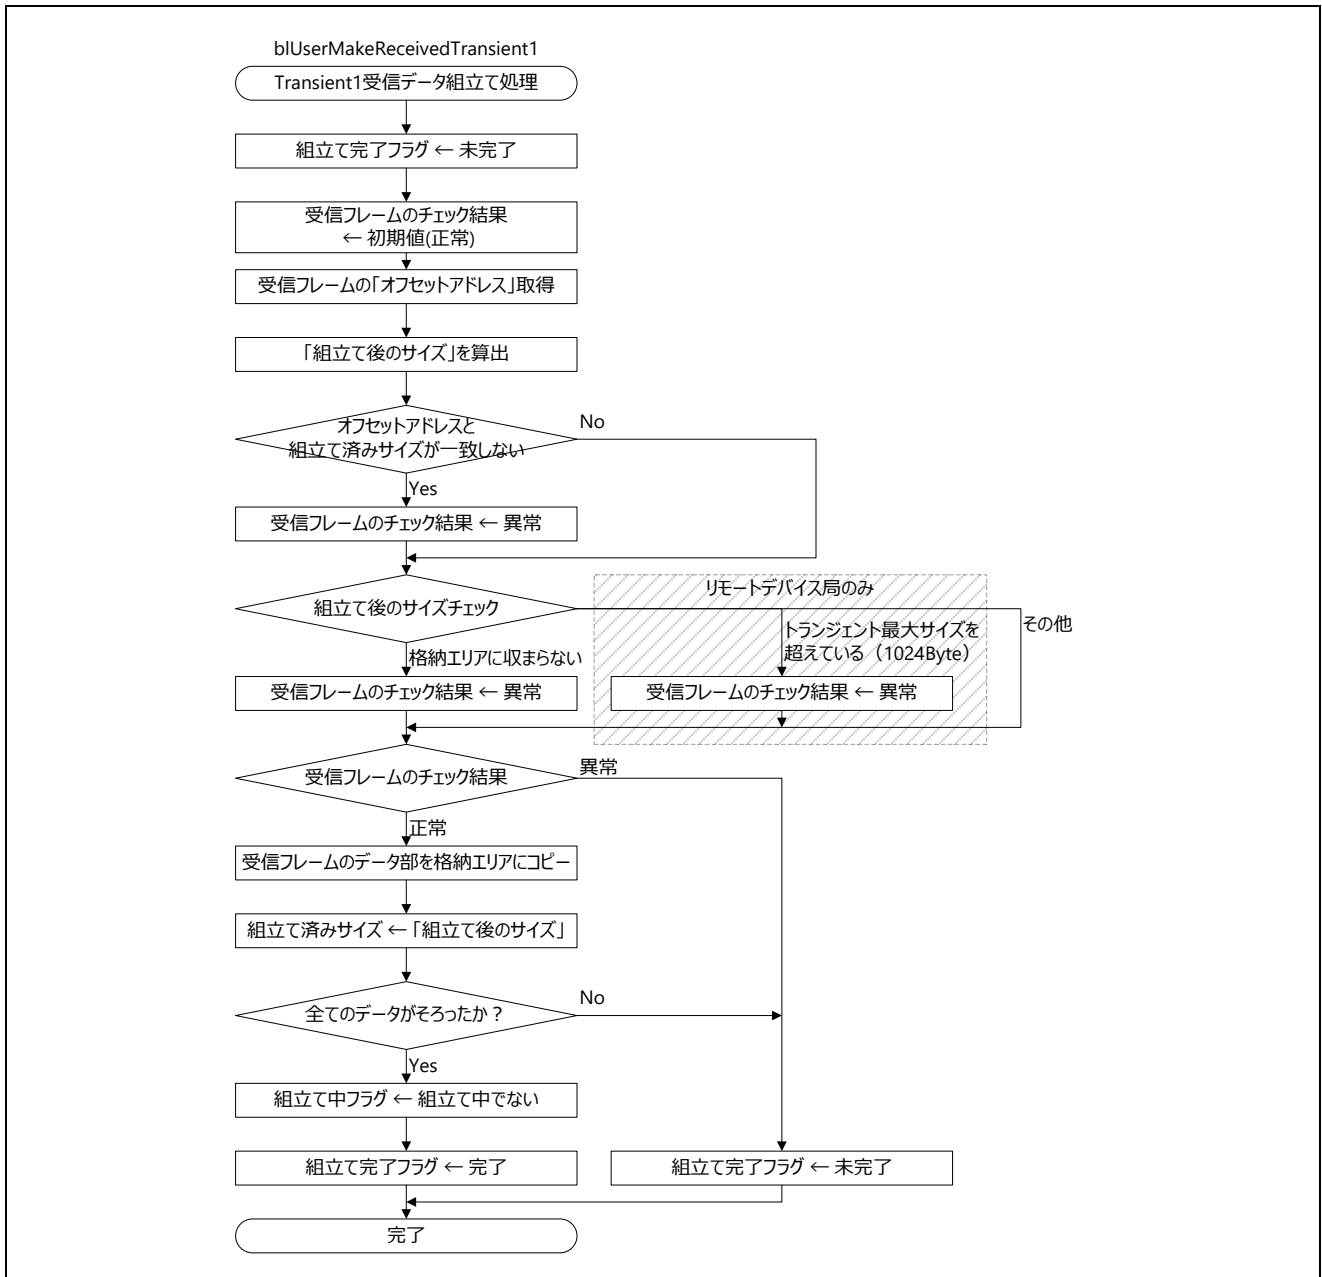 blUserMakeReceivedTransient1
Transient1受信データ組立て処理
組立て完了フラグ ← 未完了
受信フレームのチェック結果
← 初期値(正常)
受信フレームの「オフセットアドレス」取得
「組立て後のサイズ」を算出
オフセットアドレスと
組立て済みサイズが一致しない
No
Yes
受信フレームのチェック結果 ← 異常
リモートデバイス局のみ
組立て後のサイズチェック
その他
トランジェント最大サイズを
超えている（1024Byte）
格納エリアに収まらない
受信フレームのチェック結果 ← 異常
受信フレームのチェック結果 ← 異常
受信フレームのチェック結果
異常
正常
受信フレームのデータ部を格納エリアにコピー
組立て済みサイズ ←「組立て後のサイズ」
全てのデータがそろったか？
No
Yes
組立て中フラグ ← 組立て中でない
組立て完了フラグ ← 完了
組立て完了フラグ ← 未完了
完了